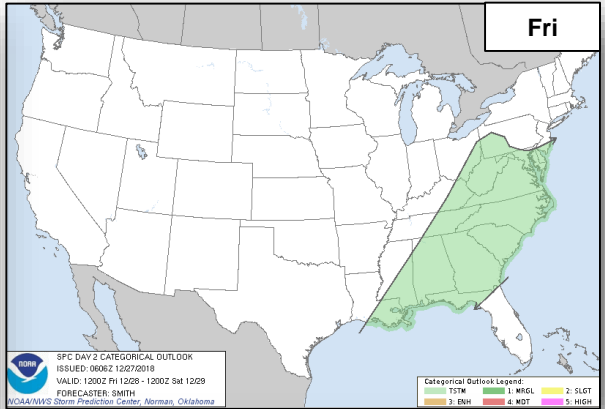 Fri
NOAA
SPC DAY 2 CATEGORICAL OUTLOOK
ISSUED: 0606Z 12/27/2018
VALID: 1200Z Fri 12/28 - 1200Z Sat 12/29
FORECASTER: SMITH
NOAA/NWS Storm Prediction Center, Norman, Oklahoma
Categorical Outlook Legend:
TSTM 1: MRGL 2: SLGT
3: ENH 4: MDT 5: HIGH